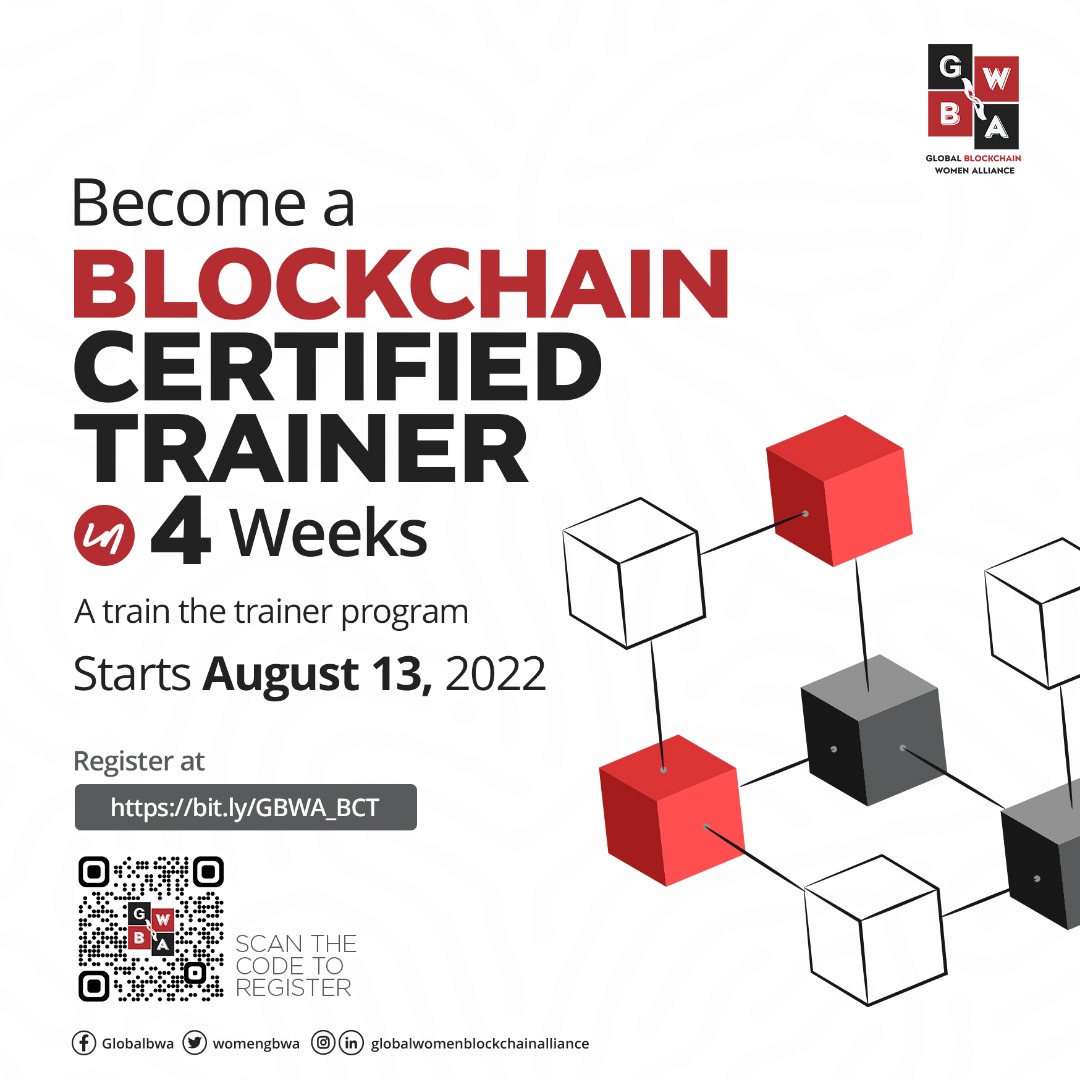 G W
B A
GLOBAL BLOCKCHAIN
WOMEN ALLIANCE
Become a
BLOCKCHAIN
CERTIFIED
TRAINER
in 4 Weeks
A train the trainer program
Starts August 13, 2022
Register at
https://bit.ly/GBWA_BCT
G W
B A
SCAN THE
CODE TO
REGISTER
Globalbwa womengbwa in globalwomenblockchainalliance